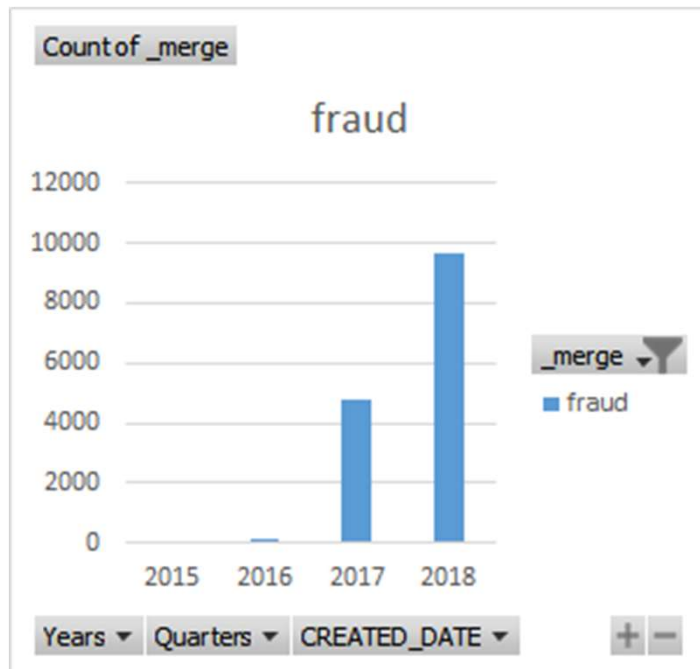 Count of _merge
fraud
12000
10000
8000
6000
4000
2000
0
2015 2016 2017 2018
_merge
fraud
Years Quarters CREATED_DATE + −